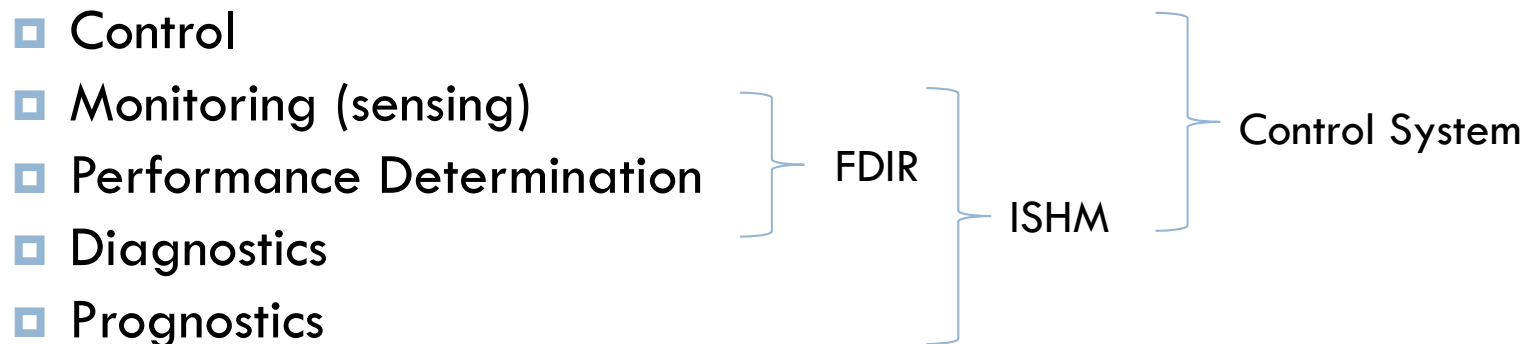 Control
Monitoring (sensing)
Performance Determination
Diagnostics
Prognostics
FDIR
ISHM
Control System